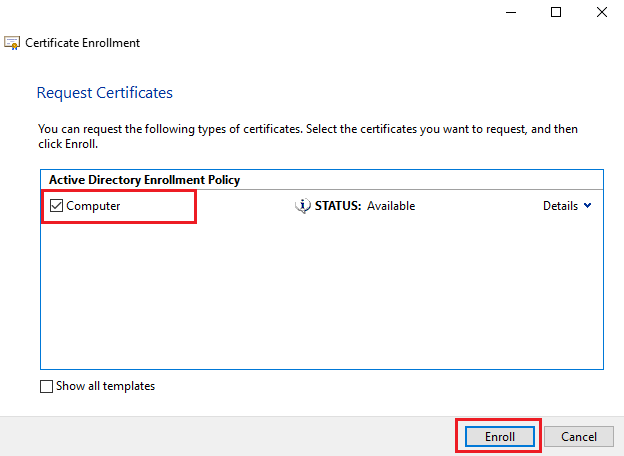 Certificate Enrollment
Request Certificates
You can request the following types of certificates. Select the certificates you want to request, and then
click Enroll.
Active Directory Enrollment Policy
Computer STATUS: Available Details
Show all templates
Enroll Cancel